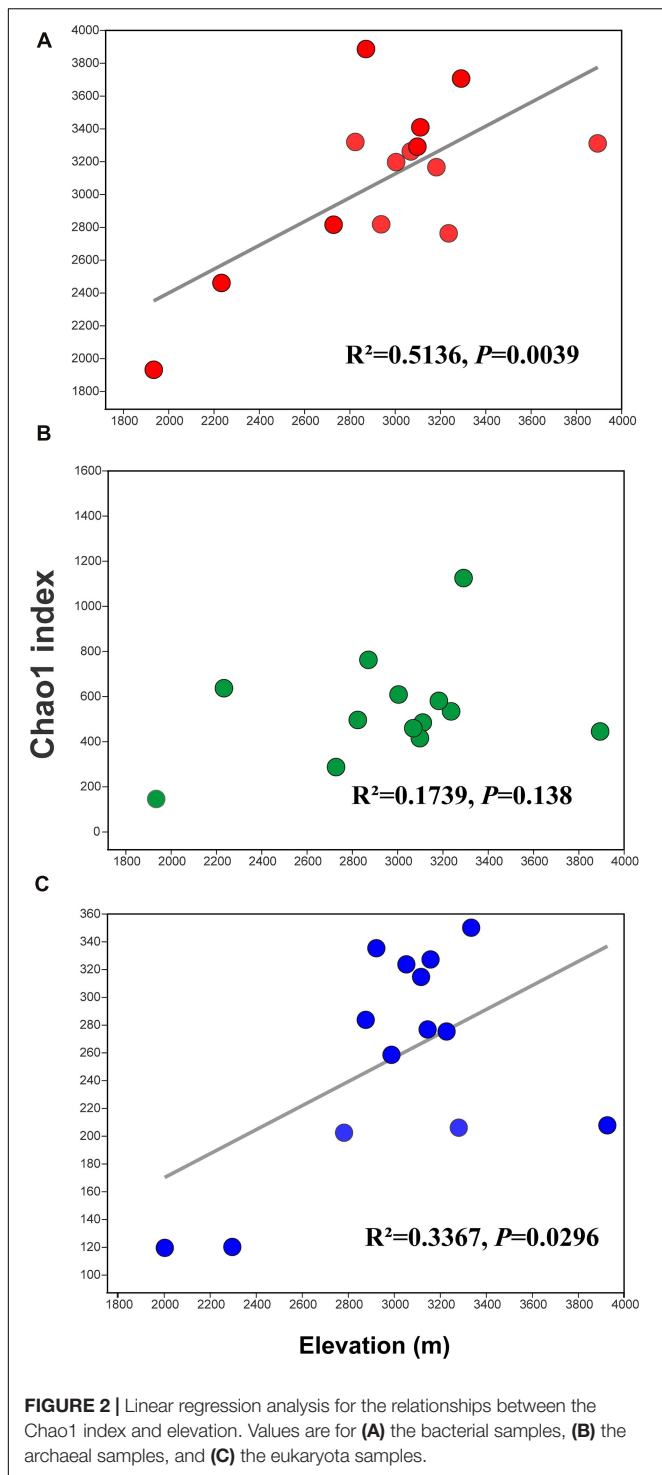 A
4000
3800
3600
3400
3200
3000
2800
2600
2400
2200
2000
1800
R²=0.5136, P=0.0039
1800 2000 2200 2400 2600 2800 3000 3200 3400 3600 3800 4000
B
Chao1 index
1600
1400
1200
1000
800
600
400
200
0
R²=0.1739, P=0.138
1800 2000 2200 2400 2600 2800 3000 3200 3400 3600 3800 4000
C
360
340
320
300
280
260
240
220
200
180
160
140
120
100
R²=0.3367, P=0.0296
1800 2000 2200 2400 2600 2800 3000 3200 3400 3600 3800 4000
Elevation (m)
FIGURE 2 | Linear regression analysis for the relationships between the
Chao1 index and elevation. Values are for (A) the bacterial samples, (B) the
archaeal samples, and (C) the eukaryota samples.